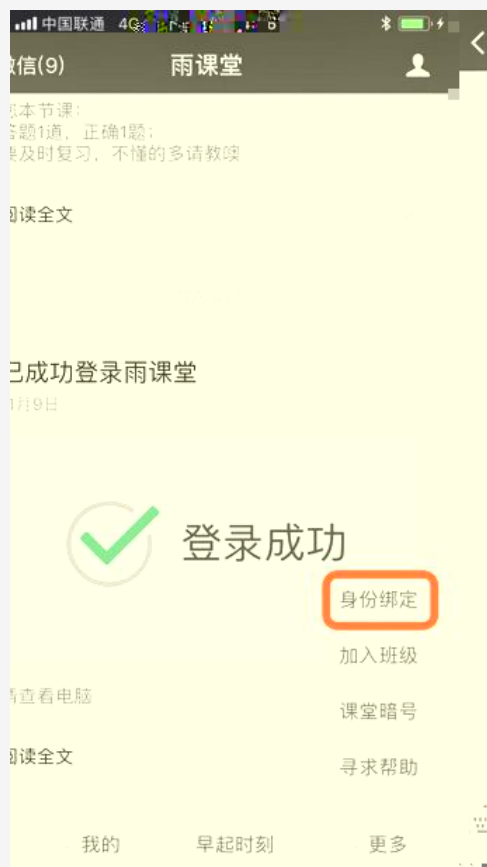 中国联通 4G
信(9) 雨课堂
本节课:
答题1道，正确1题;
要及时复习，不懂的多请教噢
阅读全文
已成功登录雨课堂
1月9日
登录成功
身份绑定
加入班级
请查看电脑
课堂暗号
阅读全文
寻求帮助
我的 早起时刻 更多